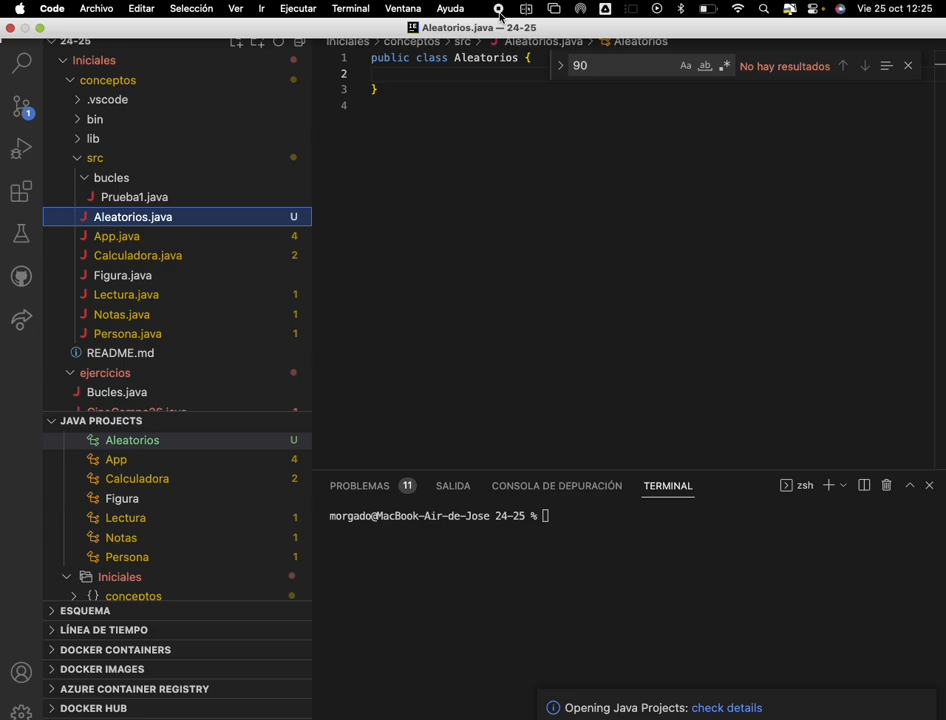 Code Archivo Editar Selección Ver Ir Ejecutar Terminal Ventana Ayuda Vie 25 oct 12:25
Aleatorios.java — 24-25
24-25
Iniciales
conceptos
.vscode
bin
lib
src
bucles
J Prueba1.java
J Aleatorios.java U
J App.java 4
J Calculadora.java 2
J Figura.java
J Lectura.java 1
J Notas.java 1
J Persona.java 1
README.md
ejercicios
J Bucles.java
JAVA PROJECTS
Aleatorios U
App 4
Calculadora 2
Figura
Lectura 1
Notas 1
Persona 1
Iniciales
{} conceptos
ESQUEMA
LÍNEA DE TIEMPO
DOCKER CONTAINERS
DOCKER IMAGES
AZURE CONTAINER REGISTRY
DOCKER HUB
1
Iniciales > conceptos > src > J Aleatorios.java > Aleatorios
1 public class Aleatorios {
2
3 }
4
90 Aa ab .* No hay resultados
PROBLEMAS 11 SALIDA CONSOLA DE DEPURACIÓN TERMINAL zsh
morgado@MacBook-Air-de-Jose 24-25 %
Opening Java Projects: check details